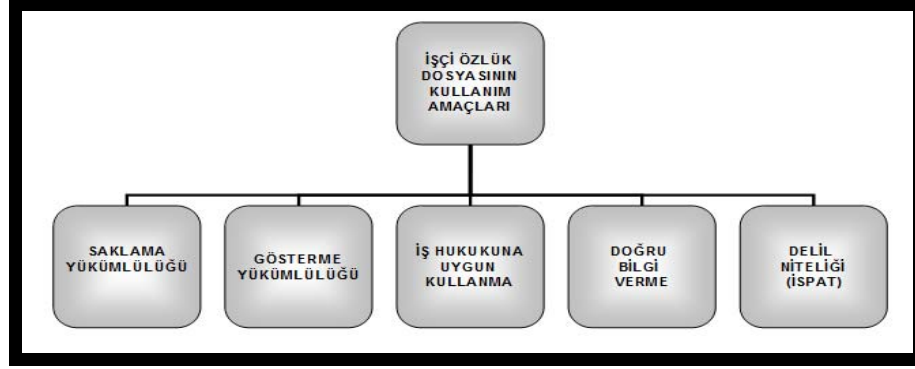 İŞÇİ ÖZLÜK
DOSYASININ
KULLANIM
AMAÇLARI
SAKLAMA
YÜKÜMLÜLÜĞÜ
GÖSTERME
YÜKÜMLÜLÜĞÜ
İŞ HUKUKUNA
UYGUN
KULLANMA
DOĞRU
BİLGİ
VERME
DELİL
NİTELİĞİ
(İSPAT)